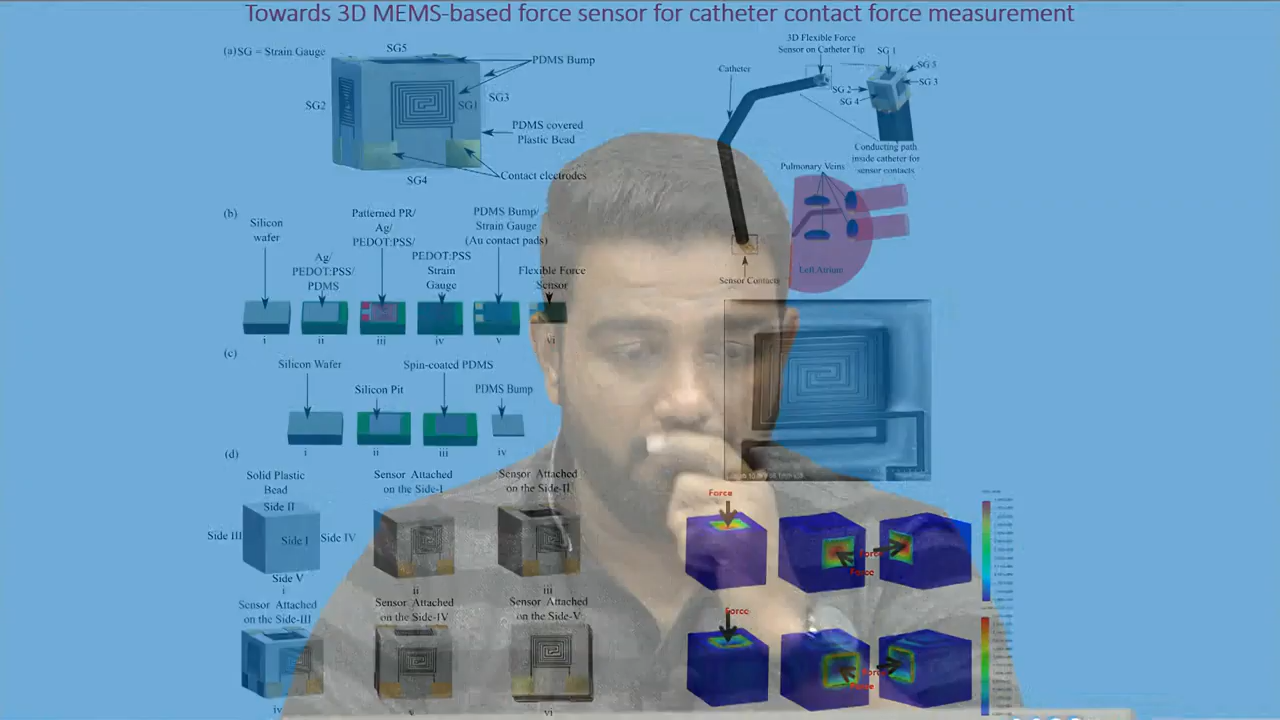 Towards 3D MEMS-based force sensor for catheter contact force measurement
(a) SG = Strain Gauge
SG5
PDMS Bump
SG2
SG1
SG3
PDMS covered
Plastic Bead
Contact electrodes
SG4
3D Flexible Force
Sensor on Catheter Tip
SG 1
Catheter
SG 5
SG 3
SG 2
SG 4
Conducting path
inside catheter for
sensor contacts
Pulmonary Veins
Left Atrium
Sensor Contacts
(b)
Silicon
wafer
Ag/
PEDOT:PSS/
PDMS
Patterned PR/
Ag/
PEDOT:PSS/
PEDOT:PSS
Strain
Gauge
PDMS Bump/
Strain Gauge
(Au contact pads)
Flexible Force
Sensor
i
ii
iii
iv
v
vi
(c)
Silicon Wafer
Silicon Pit
Spin-coated PDMS
PDMS Bump
i
ii
iii
iv
(d)
Solid Plastic
Bead
Side II
Side III
Side I
Side IV
Side V
i
Sensor Attached
on the Side-I
ii
Sensor Attached
on the Side-II
iii
Sensor Attached
on the Side-III
iv
Sensor Attached
on the Side-IV
v
Sensor Attached
on the Side-V
vi
Force
Force
Force
Force
Force
Force